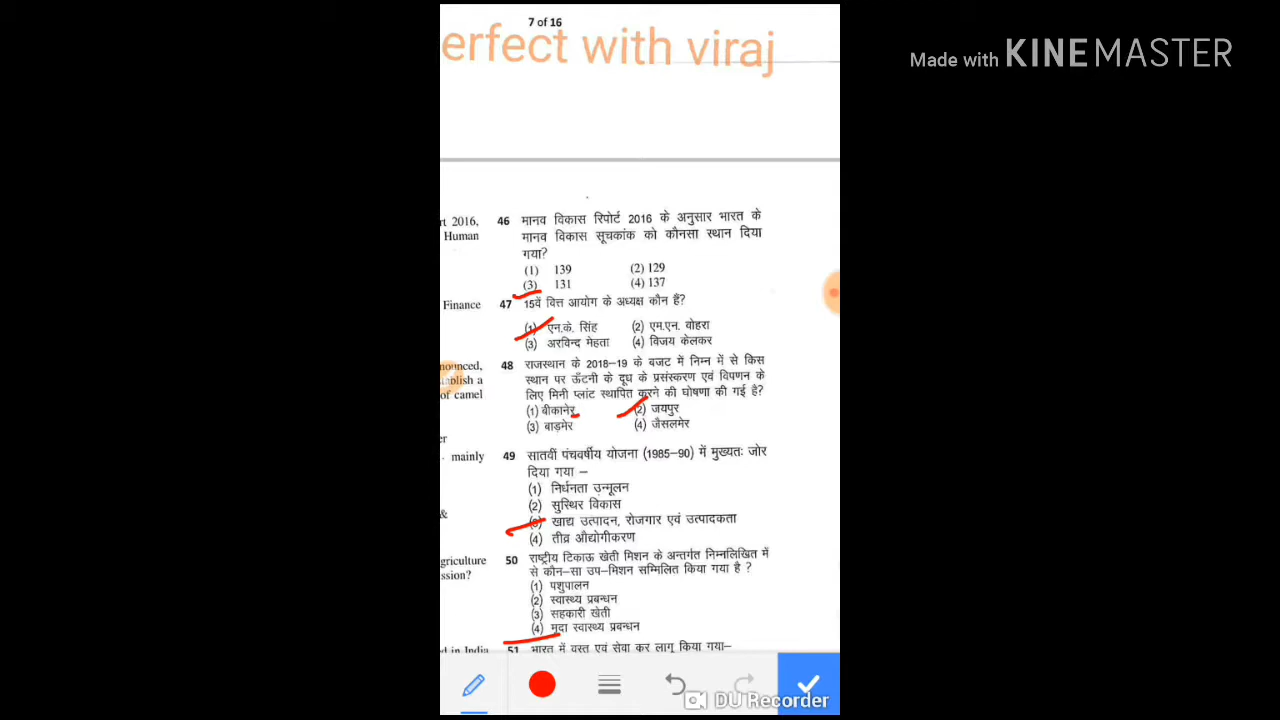 7 of 16
erfect with viraj
Made with KINEMASTER
rt 2016,
Human
46 मानव विकास रिपोर्ट 2016 के अनुसार भारत के
मानव विकास सूचकांक को कौनसा स्थान दिया
गया?
(1) 139 (2) 129
(3) 131 (4) 137
Finance
47 15वें वित्त आयोग के अध्यक्ष कौन हैं?
(1) एन.के. सिंह (2) एम.एन. वोहरा
(3) अरविन्द मेहता (4) विजय केलकर
nounced,
ablish a
of camel
48 राजस्थान के 2018-19 के बजट में निम्न में से किस
स्थान पर ऊँटनी के दूध के प्रसंस्करण एवं विपणन के
लिए मिनी प्लांट स्थापित करने की घोषणा की गई है?
(1) बीकानेर (2) जयपुर
(3) बाड़मेर (4) जैसलमेर
er
mainly
&
49 सातवीं पंचवर्षीय योजना (1985-90) में मुख्यतः जोर
दिया गया –
(1) निर्धनता उन्मूलन
(2) सुस्थिर विकास
(3) खाद्य उत्पादन, रोजगार एवं उत्पादकता
(4) तीव्र औद्योगीकरण
griculture
ssion?
50 राष्ट्रीय टिकाऊ खेती मिशन के अन्तर्गत निम्नलिखित में
से कौन-सा उप-मिशन सम्मिलित किया गया है ?
(1) पशुपालन
(2) स्वास्थ्य प्रबन्धन
(3) सहकारी खेती
(4) मृदा स्वास्थ्य प्रबन्धन
d in India
51 भारत में वस्तु एवं सेवा कर लागू किया गया–
DU Recorder